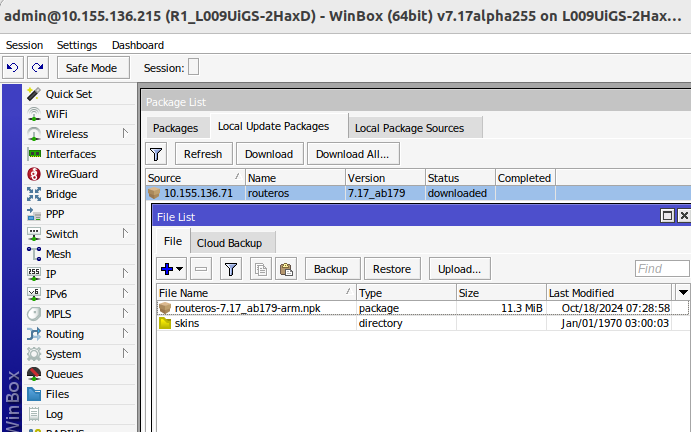 admin@10.155.136.215 (R1_L009UiGS-2HaxD) - WinBox (64bit) v7.17alpha255 on L009UiGS-2Hax...
Session Settings Dashboard
Safe Mode Session:
Quick Set
WiFi
Wireless
Interfaces
WireGuard
Bridge
PPP
Switch
Mesh
IP
IPv6
MPLS
Routing
System
Queues
Files
Log
RADIUS
WinBox
Package List
Packages Local Update Packages Local Package Sources
Refresh Download Download All...
Source Name Version Status Completed
10.155.136.71 routeros 7.17_ab179 downloaded
File List
File Cloud Backup
Backup Restore Upload... Find
File Name Type Size Last Modified
routeros-7.17_ab179-arm.npk package 11.3 MiB Oct/18/2024 07:28:58
skins directory Jan/01/1970 03:00:03